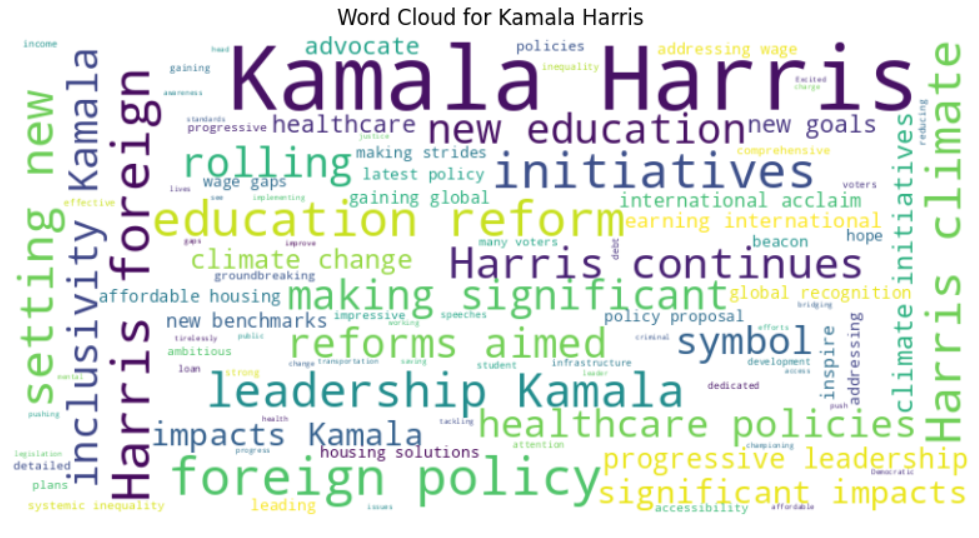 Word Cloud for Kamala Harris
income
head
advocate
policies
addressing wage
gaining
Kamala Harris
inequality
Excited
charge
awareness
standards
progressive
healthcare
new education
new goals
reducing
justice
rolling
making strides
initiatives
comprehensive
latest policy
wage gaps
lives
see
implementing
gaining global
voters
international acclaim
effective
education reform
earning international
gaps
improve
many voters
debt
beacon
hope
climate change
Harris continues
groundbreaking
affordable housing
making significant
global recognition
bridging
new benchmarks
impressive
speeches
policy proposal
working
tirelessly
public
reforms aimed
symbol
efforts
criminal
ambitious
loan
change
transportation
saving
student
infrastructure
development
access
strong
leader
mental
leadership Kamala
dedicated
inspire
addressing
push
pushing
health
tackling
healthcare policies
impacts Kamala
attention
championing
legislation
progress
housing solutions
detailed
foreign policy
progressive leadership
Democratic
plans
significant impacts
systemic inequality
leading
issues
accessibility
affordable
setting new
inclusivity Kamala
Harris foreign
climate initiatives
Harris climate